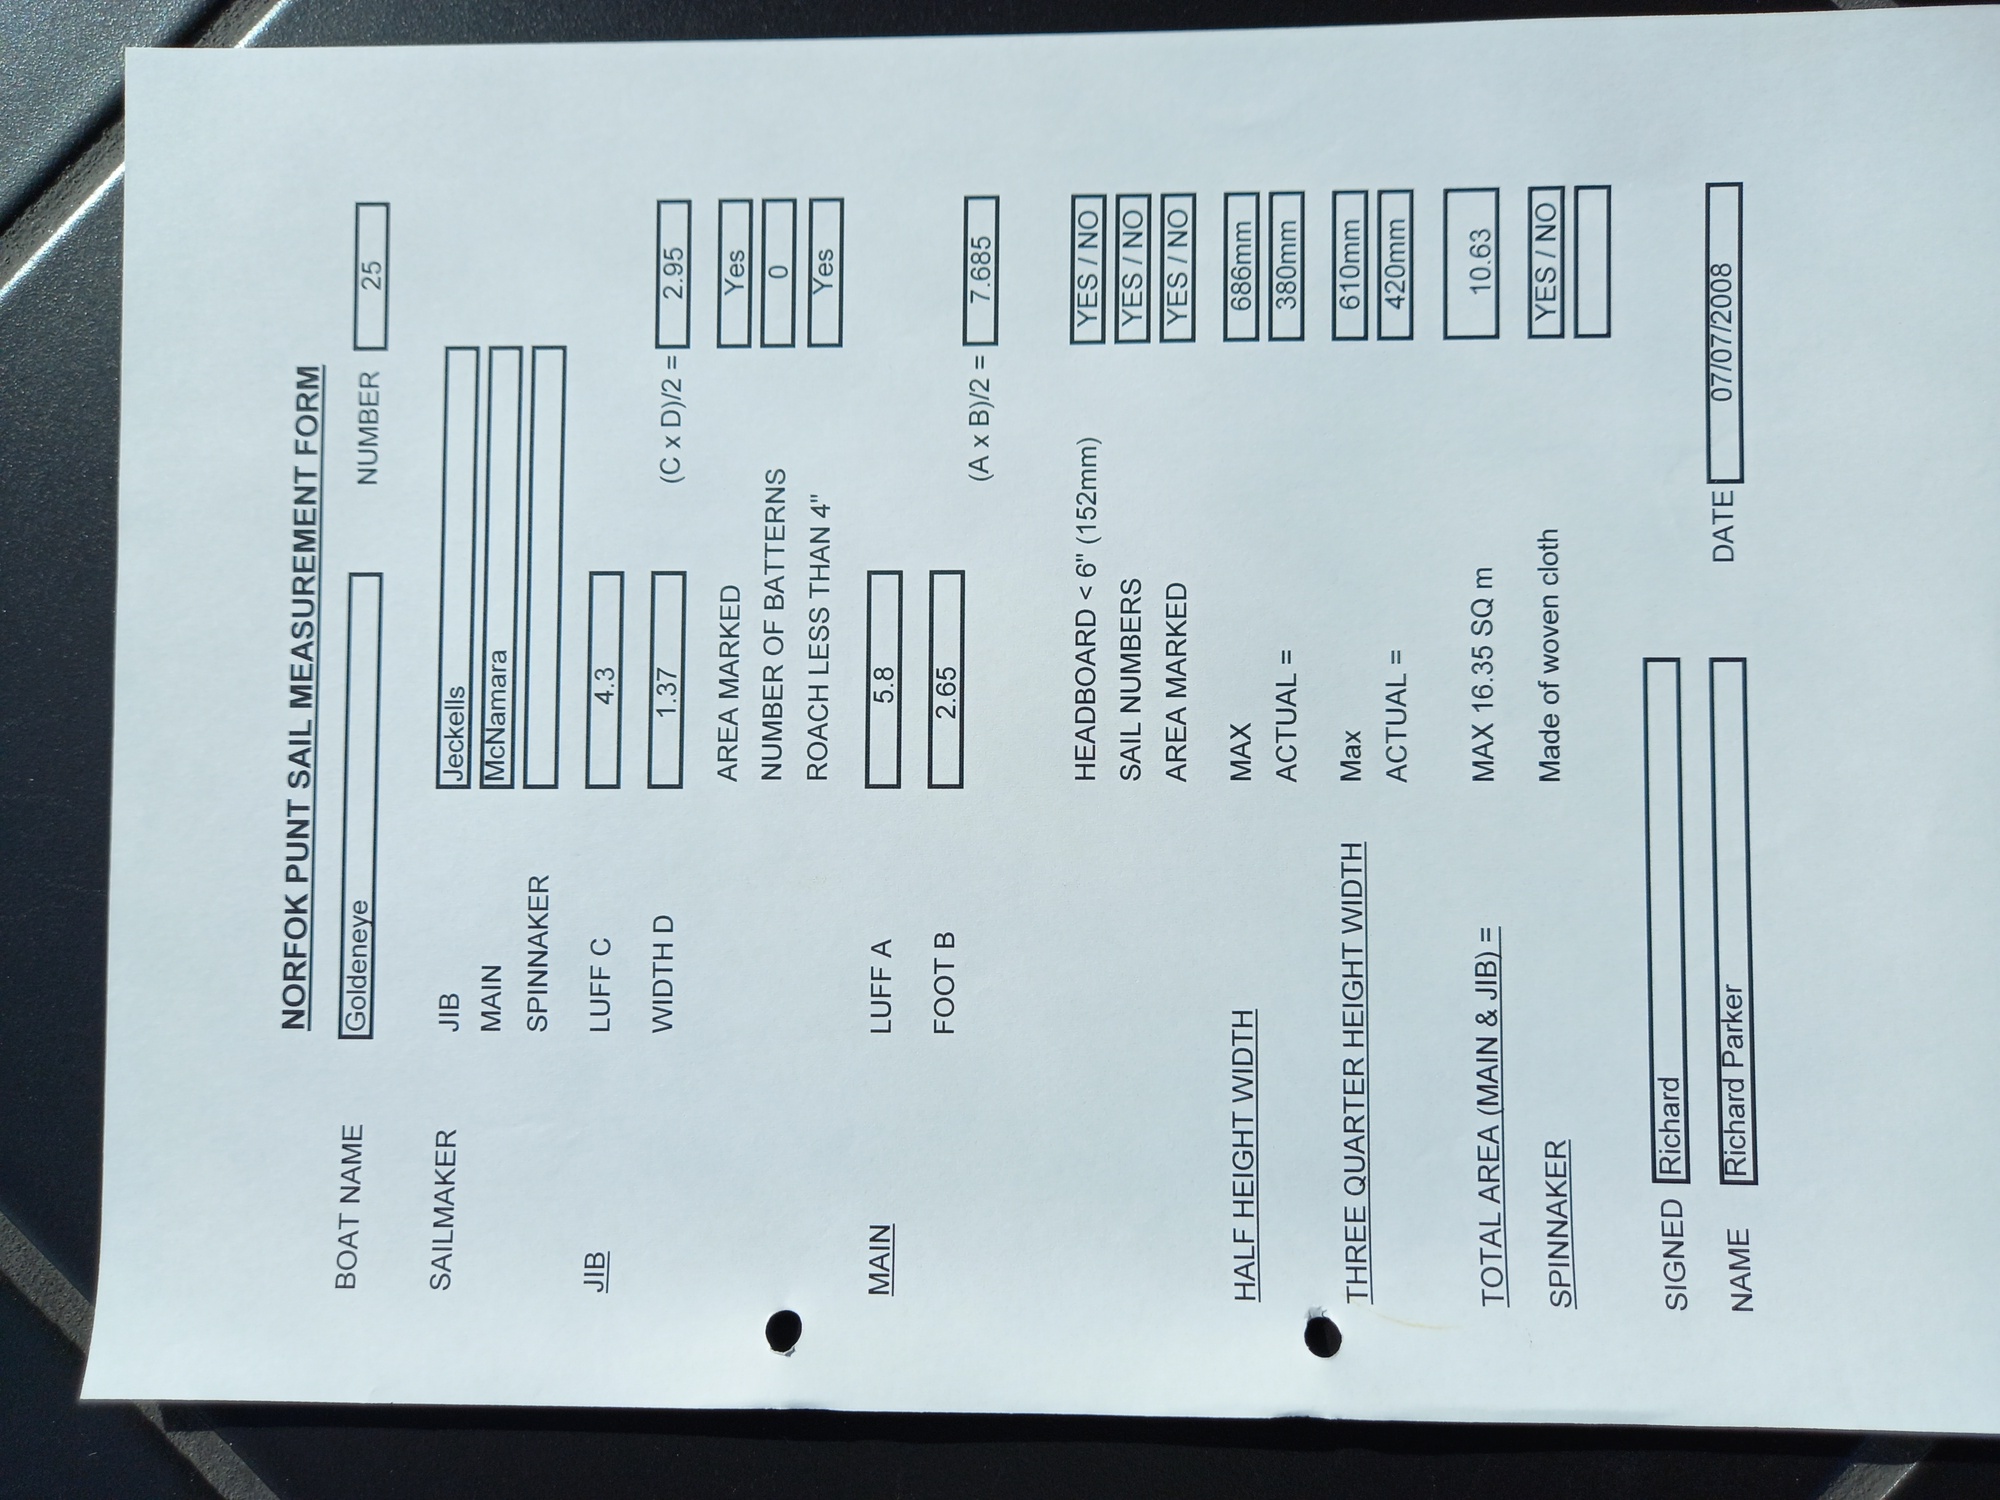 NORFOK PUNT SAIL MEASUREMENT FORM
BOAT NAME Goldeneye NUMBER 25
SAILMAKER JIB Jeckells
MAIN McNamara
SPINNAKER
JIB LUFF C 4.3
WIDTH D 1.37 (C x D)/2 = 2.95
AREA MARKED Yes
NUMBER OF BATTERNS 0
ROACH LESS THAN 4" Yes
MAIN LUFF A 5.8
FOOT B 2.65
(A x B)/2 = 7.685
HEADBOARD < 6" (152mm) YES / NO
SAIL NUMBERS YES / NO
AREA MARKED YES / NO
HALF HEIGHT WIDTH MAX 686mm
ACTUAL = 380mm
THREE QUARTER HEIGHT WIDTH Max 610mm
ACTUAL = 420mm
TOTAL AREA (MAIN & JIB) = MAX 16.35 SQ m 10.63
SPINNAKER Made of woven cloth YES / NO
SIGNED Richard
NAME Richard Parker DATE 07/07/2008